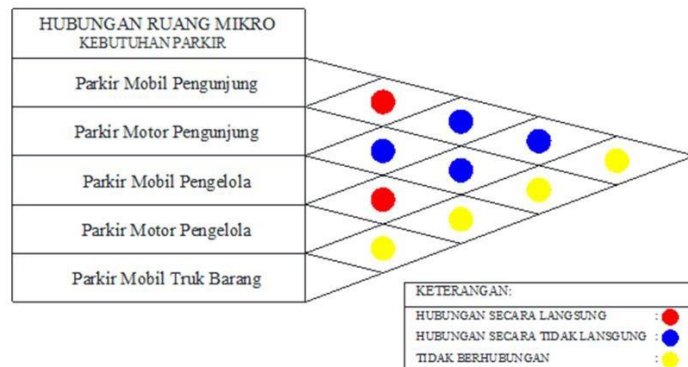 HUBUNGAN RUANG MIKRO
KEBUTUHAN PARKIR
Parkir Mobil Pengunjung
Parkir Motor Pengunjung
Parkir Mobil Pengelola
Parkir Motor Pengelola
Parkir Mobil Truk Barang
KETERANGAN:
HUBUNGAN SECARA LANGSUNG :
HUBUNGAN SECARA TIDAK LANSGUNG :
TIDAK BERHUBUNGAN :